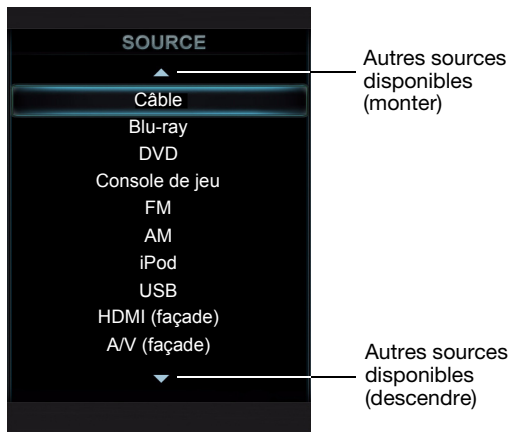 SOURCE
Câble
Blu-ray
DVD
Console de jeu
FM
AM
iPod
USB
HDMI (façade)
A/V (façade)
Autres sources
disponibles
(monter)
Autres sources
disponibles
(descendre)